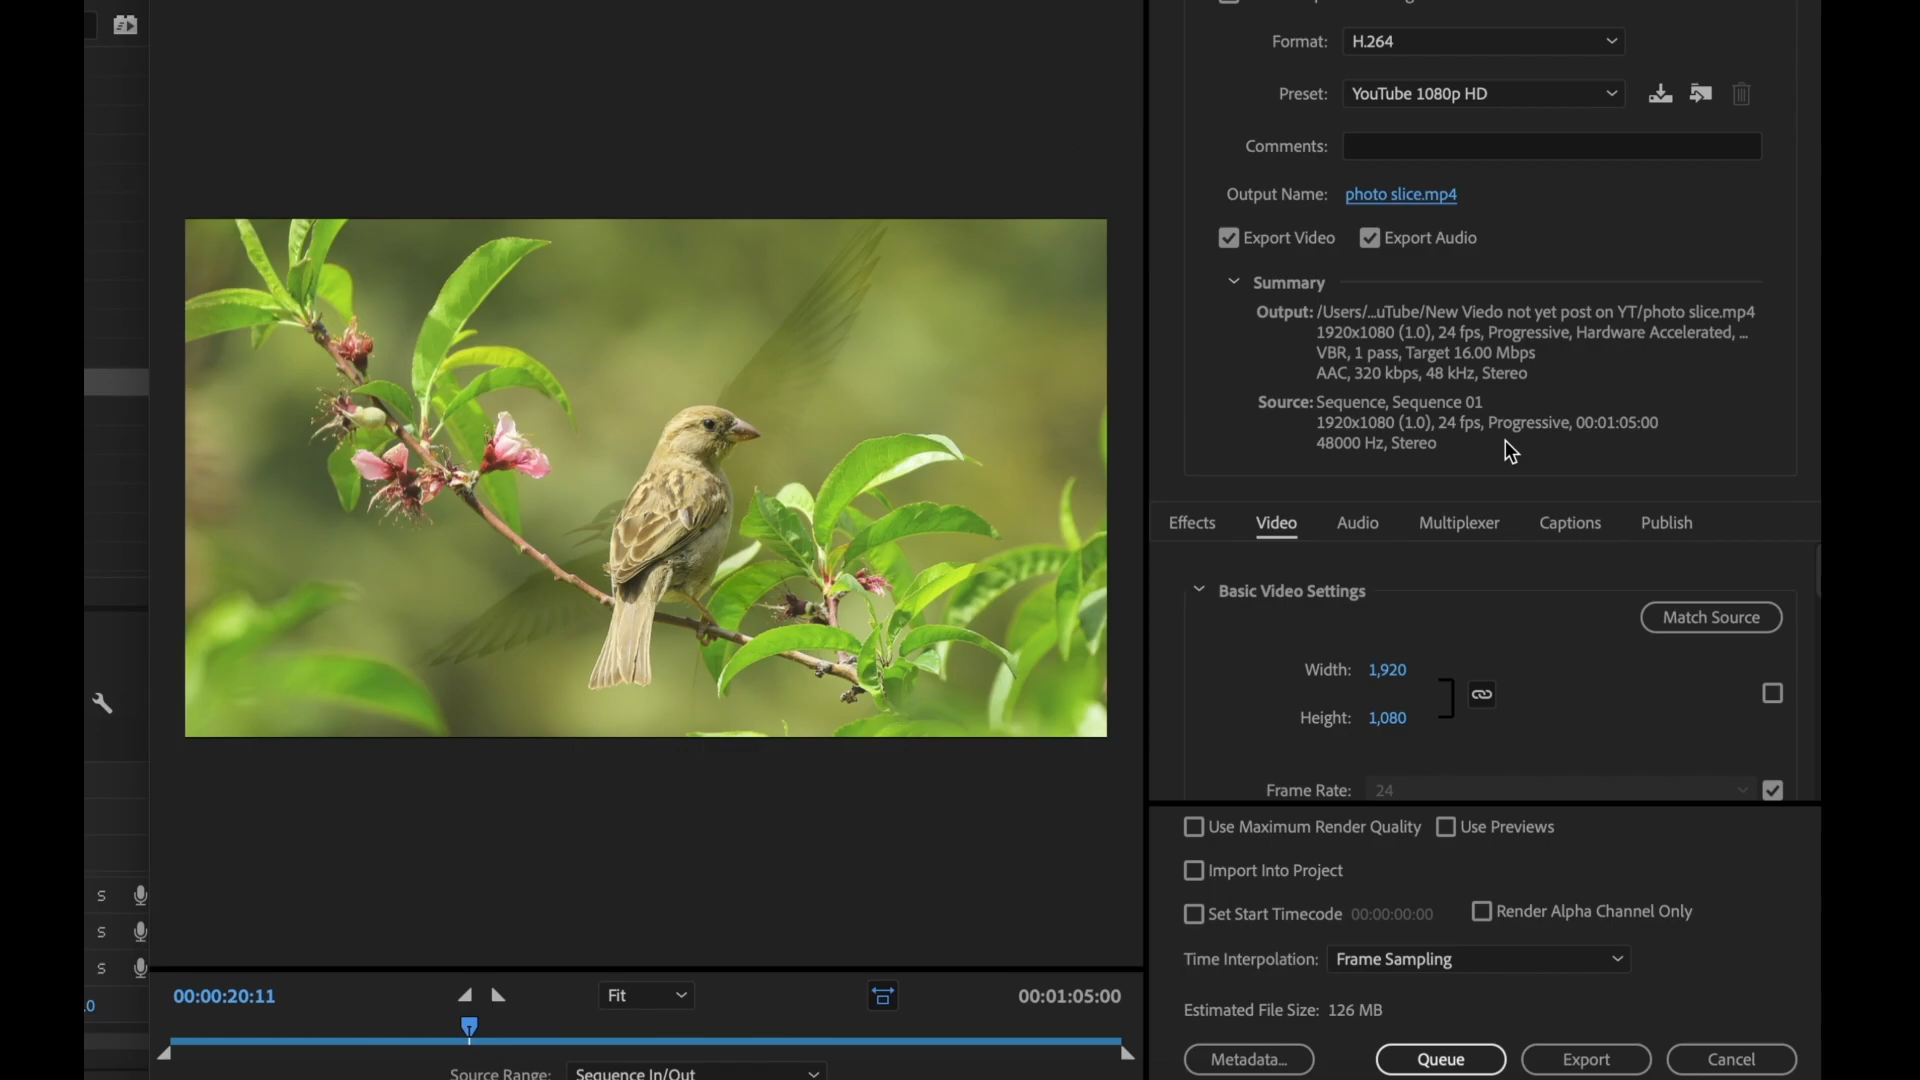 Format: H.264
Preset: YouTube 1080p HD
Comments:
Output Name: photo slice.mp4
Export Video Export Audio
Summary
Output: /Users/...uTube/New Viedo not yet post on YT/photo slice.mp4
1920x1080 (1.0), 24 fps, Progressive, Hardware Accelerated, ...
VBR, 1 pass, Target 16.00 Mbps
AAC, 320 kbps, 48 kHz, Stereo
Source: Sequence, Sequence 01
1920x1080 (1.0), 24 fps, Progressive, 00:01:05:00
48000 Hz, Stereo
Effects Video Audio Multiplexer Captions Publish
Basic Video Settings
Match Source
Width: 1,920
Height: 1,080
Frame Rate: 24
Use Maximum Render Quality Use Previews
Import Into Project
Set Start Timecode 00:00:00:00 Render Alpha Channel Only
Time Interpolation: Frame Sampling
Estimated File Size: 126 MB
Metadata... Queue Export Cancel
S
S
S
.0
00:00:20:11 Fit 00:01:05:00
Source Range: Sequence In/Out